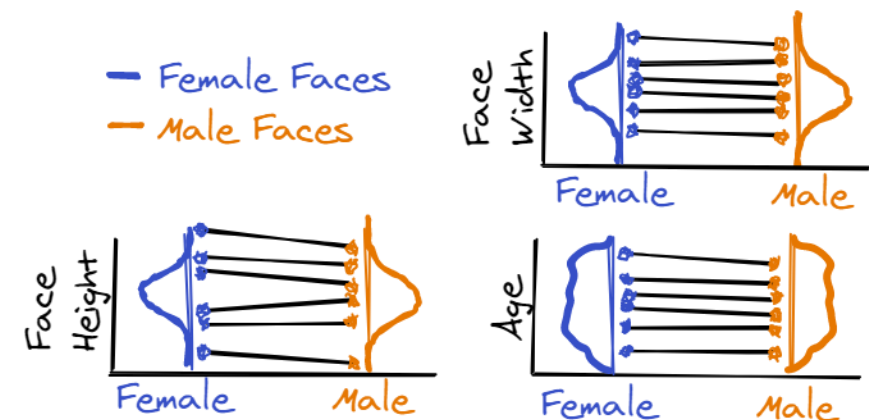 Female Faces
Male Faces
Face
Width
Female
Male
Face
Height
Female
Male
Age
Female
Male